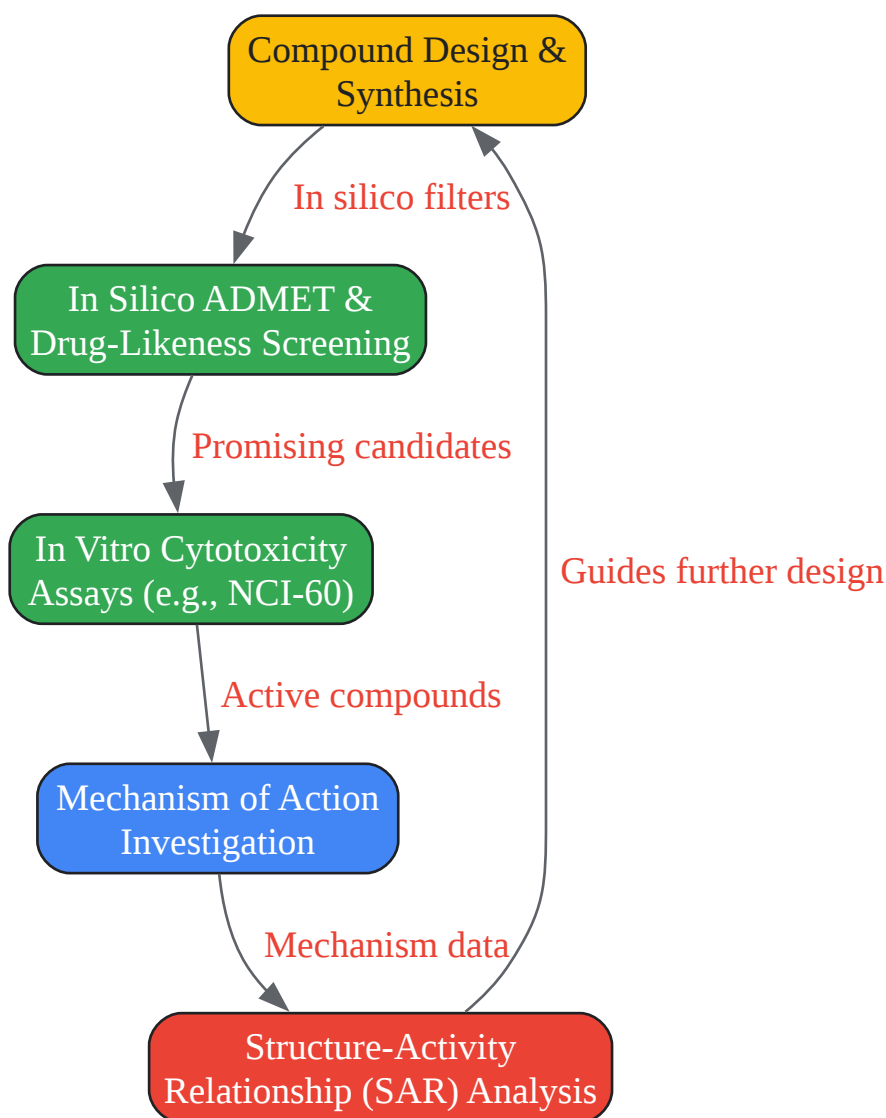 Compound Design &
Synthesis
In silico filters
In Silico ADMET &
Drug-Likeness Screening
Promising candidates
In Vitro Cytotoxicity
Assays (e.g., NCI-60)
Guides further design
Active compounds
Mechanism of Action
Investigation
Mechanism data
Structure-Activity
Relationship (SAR) Analysis